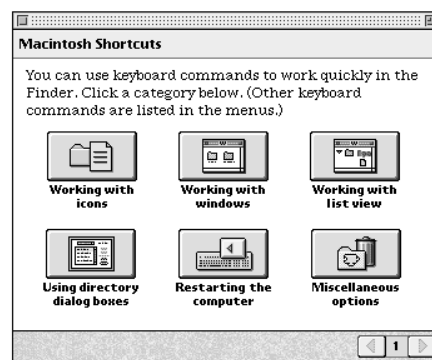 Macintosh Shortcuts
You can use keyboard commands to work quickly in the
Finder. Click a category below. (Other keyboard
commands are listed in the menus.)
Working with
icons
Working with
windows
Working with
list view
Using directory
dialog boxes
Restarting the
computer
Miscellaneous
options
1